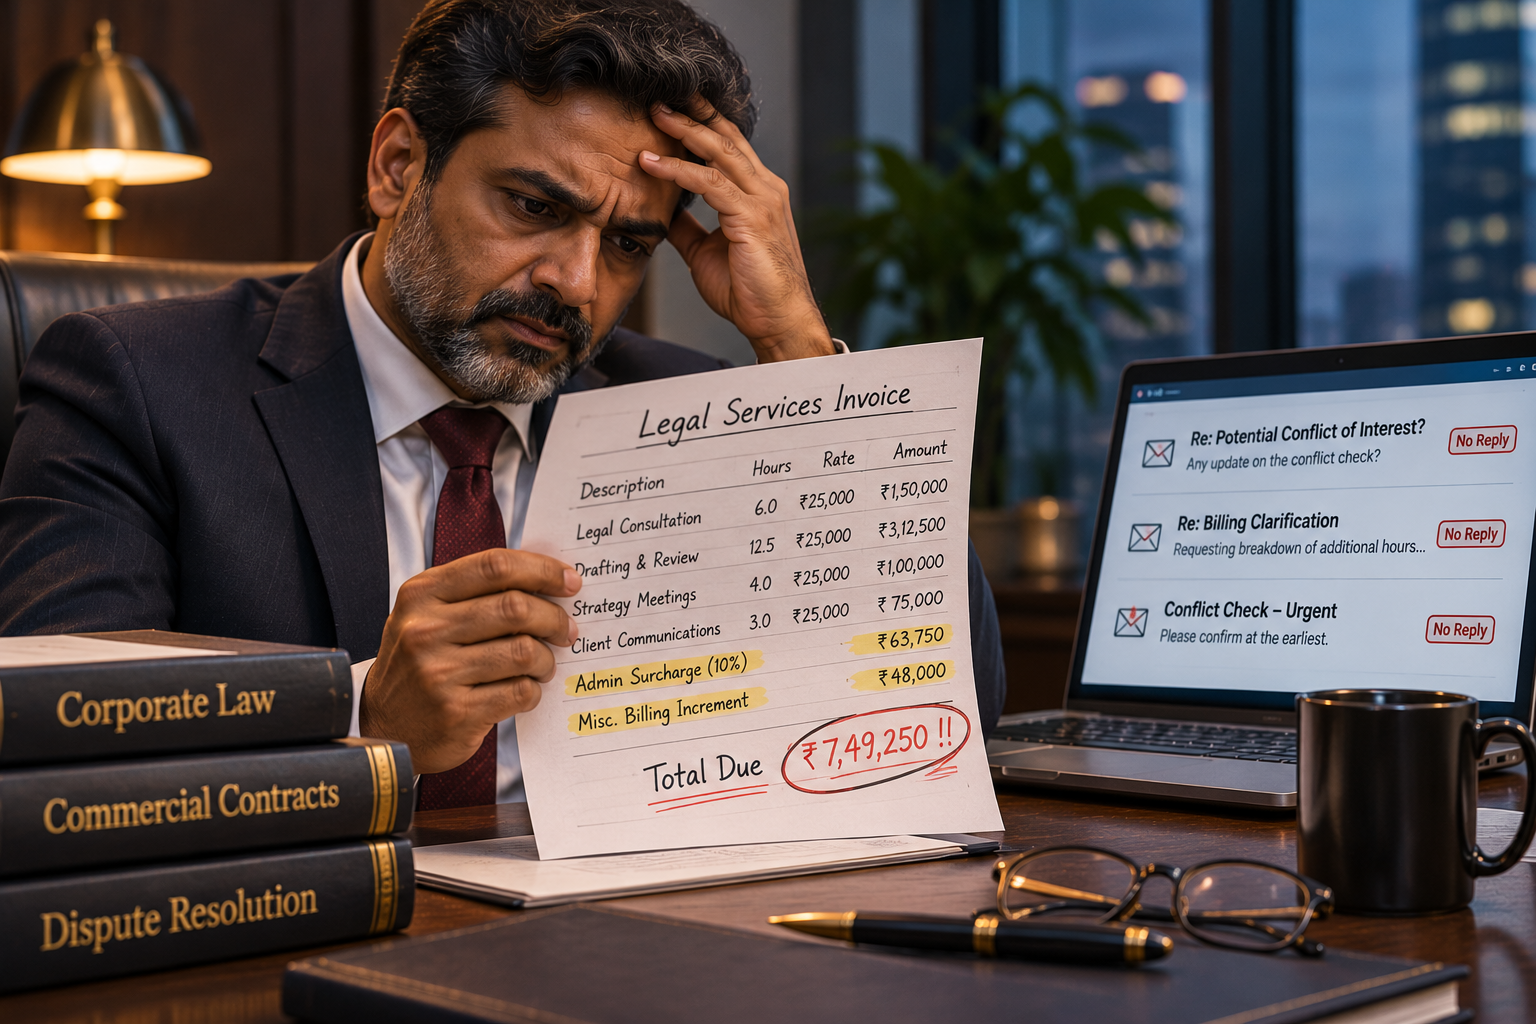 Legal Services Invoice
Description Hours Rate Amount
Legal Consultation 6.0 ₹25,000 ₹1,50,000
Drafting & Review 12.5 ₹25,000 ₹3,12,500
Strategy Meetings 4.0 ₹25,000 ₹1,00,000
Client Communications 3.0 ₹25,000 ₹75,000
Admin Surcharge (10%) ₹63,750
Misc. Billing Increment ₹48,000
Total Due ₹7,49,250 !!
Re: Potential Conflict of Interest?
Any update on the conflict check?
No Reply
Re: Billing Clarification
Requesting breakdown of additional hours...
No Reply
Conflict Check – Urgent
Please confirm at the earliest.
No Reply
Corporate Law
Commercial Contracts
Dispute Resolution